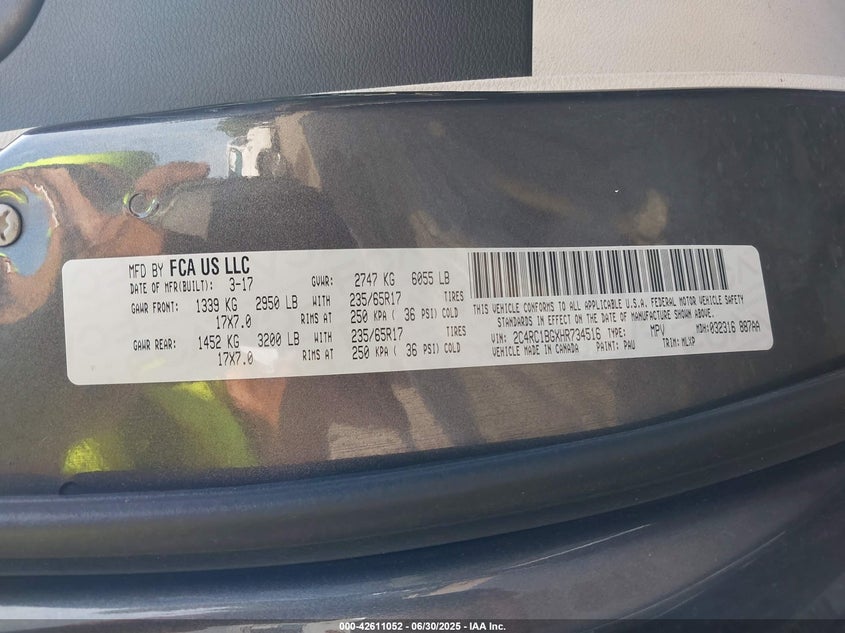 MFD BY FCA US LLC
DATE OF MFR(BUILT): 3-17 GVWR: 2747 KG 6055 LB
GAWR FRONT: 1339 KG 2950 LB WITH 235/65R17 TIRES
17X7.0 RIMS AT 250 KPA ( 36 PSI) COLD
GAWR REAR: 1452 KG 3200 LB WITH 235/65R17 TIRES
17X7.0 RIMS AT 250 KPA ( 36 PSI) COLD
THIS VEHICLE CONFORMS TO ALL APPLICABLE U.S.A. FEDERAL MOTOR VEHICLE SAFETY
STANDARDS IN EFFECT ON THE DATE OF MANUFACTURE SHOWN ABOVE.
VIN: 2C4RC1BGXHR734516 TYPE: MPV MDH:032316 887AA
VEHICLE MADE IN CANADA PAINT: PAU TRIM: MLXP
000-42611052 / 06/30/2025 - IAA Inc.